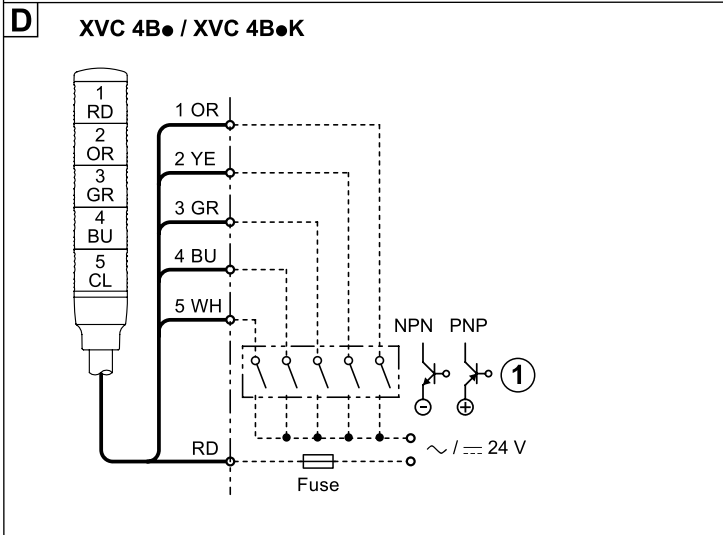 D
XVC 4B● / XVC 4B●K
1
RD
2
OR
3
GR
4
BU
5
CL
1 OR
2 YE
3 GR
4 BU
5 WH
RD
NPN PNP
1
− +
~ / ⎓ 24 V
Fuse